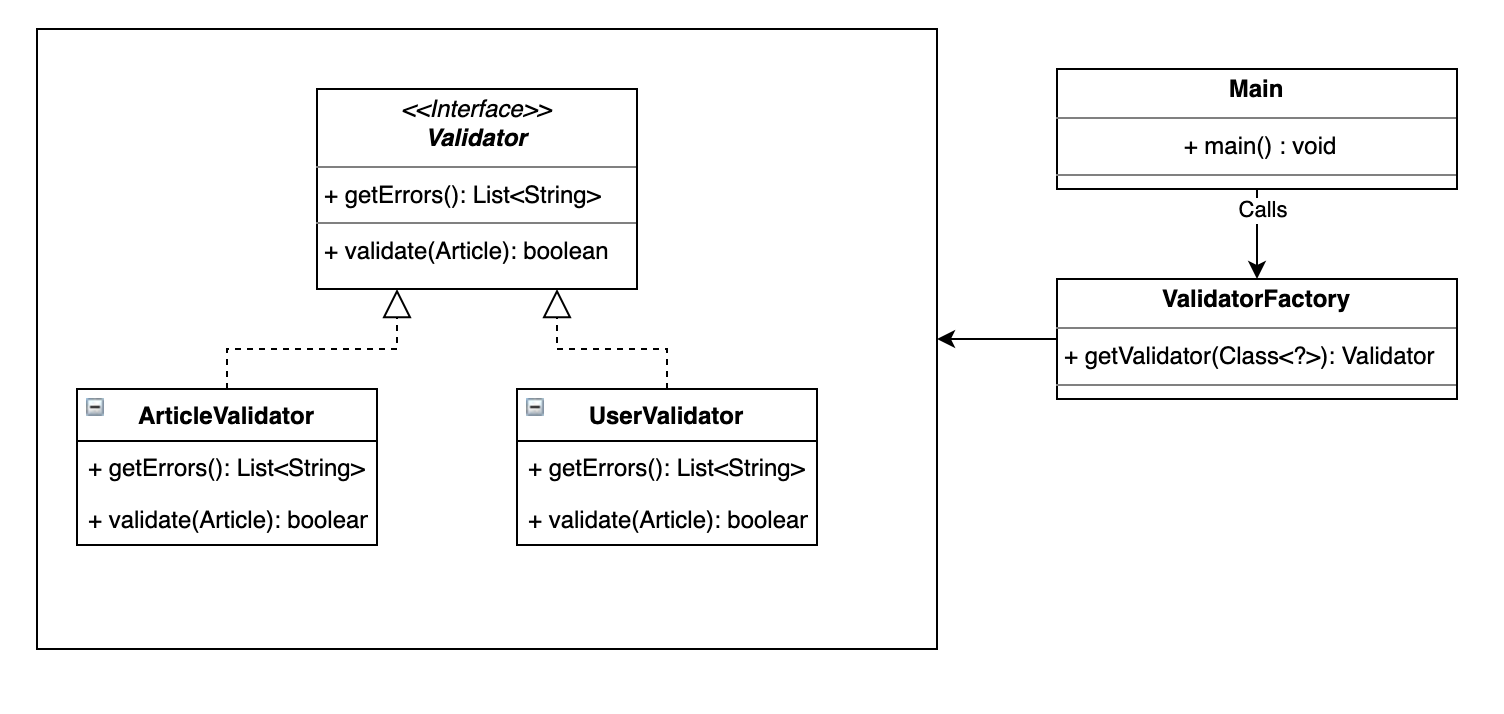 <<Interface>>
Validator
+ getErrors(): List<String>
+ validate(Article): boolean
ArticleValidator
+ getErrors(): List<String>
+ validate(Article): boolear
UserValidator
+ getErrors(): List<String>
+ validate(Article): boolear
Main
+ main() : void
Calls
ValidatorFactory
+ getValidator(Class<?>): Validator